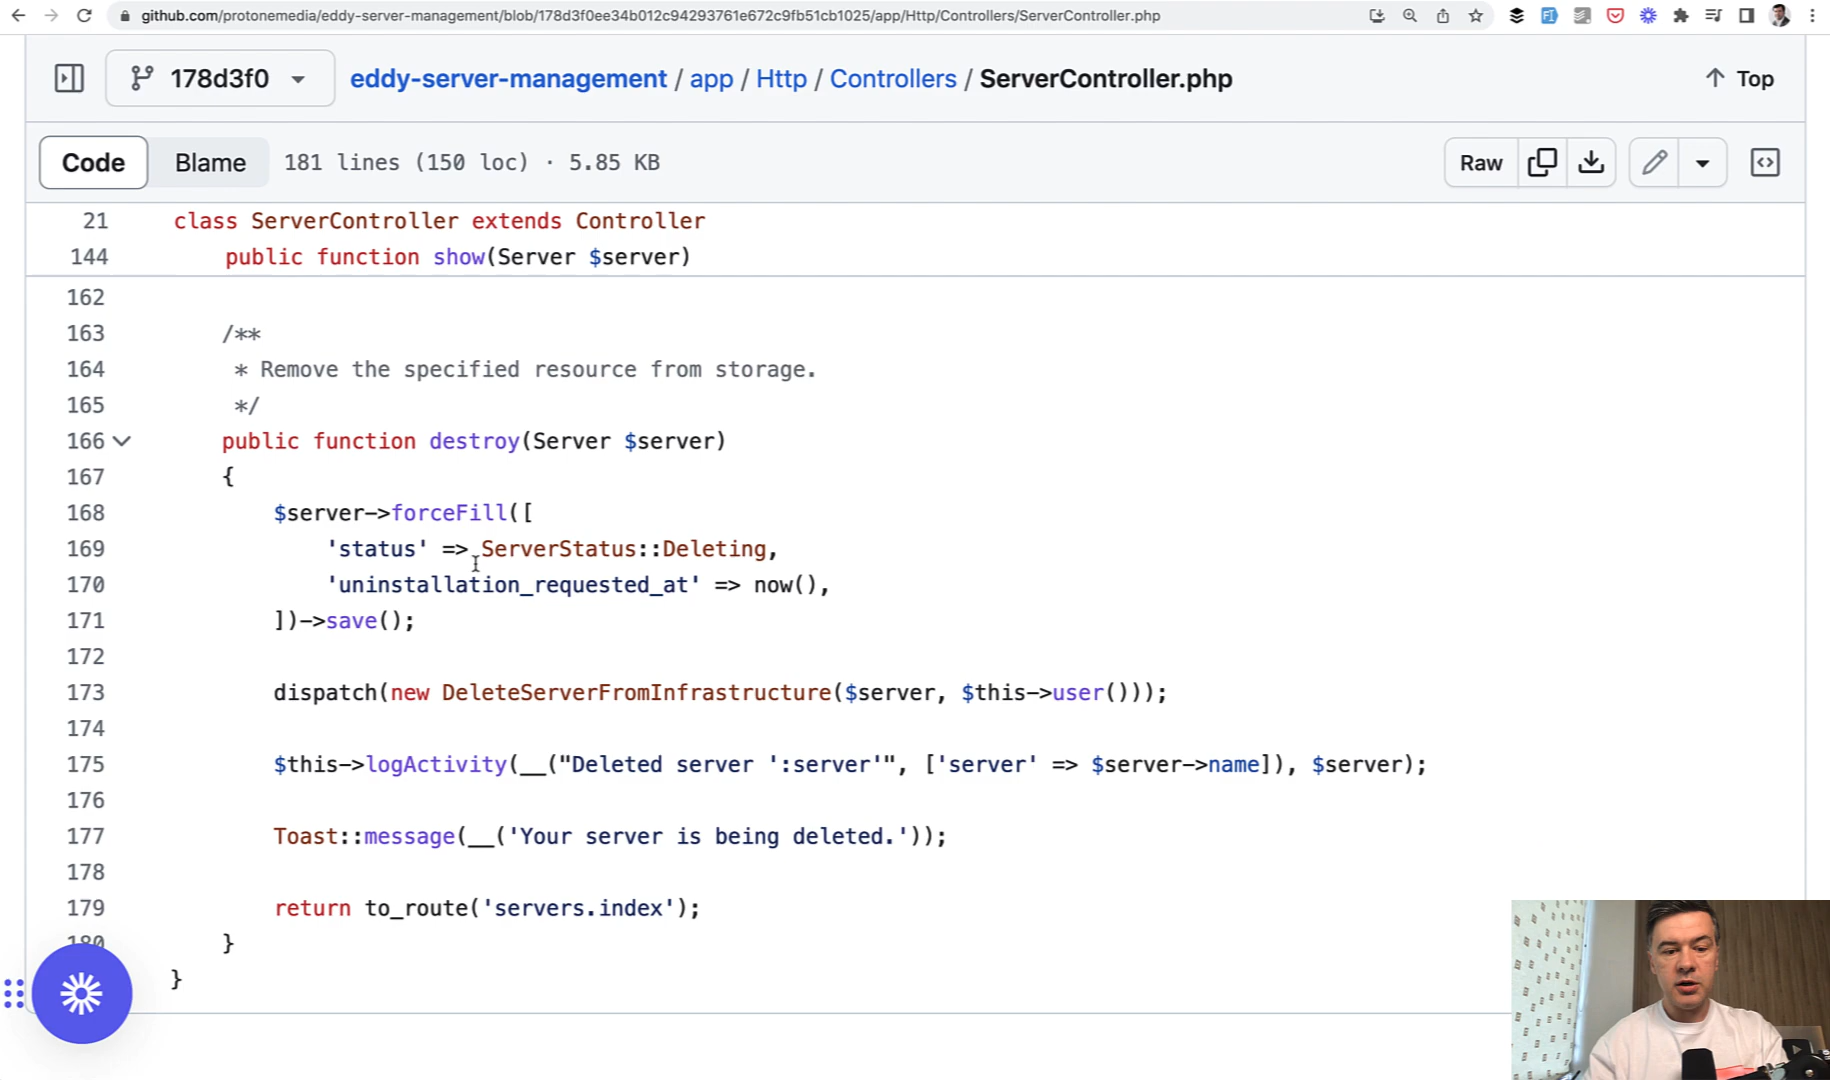 github.com/protonemedia/eddy-server-management/blob/178d3f0ee34b012c94293761e672c9fb51cb1025/app/Http/Controllers/ServerController.php
178d3f0 eddy-server-management / app / Http / Controllers / ServerController.php Top
Code Blame 181 lines (150 loc) · 5.85 KB Raw
21 class ServerController extends Controller
144 public function show(Server $server)
162
163 /**
164 * Remove the specified resource from storage.
165 */
166 public function destroy(Server $server)
167 {
168 $server->forceFill([
169 'status' => ServerStatus::Deleting,
170 'uninstallation_requested_at' => now(),
171 ])->save();
172
173 dispatch(new DeleteServerFromInfrastructure($server, $this->user()));
174
175 $this->logActivity(__("Deleted server ':server'", ['server' => $server->name]), $server);
176
177 Toast::message(__('Your server is being deleted.'));
178
179 return to_route('servers.index');
180 }
}